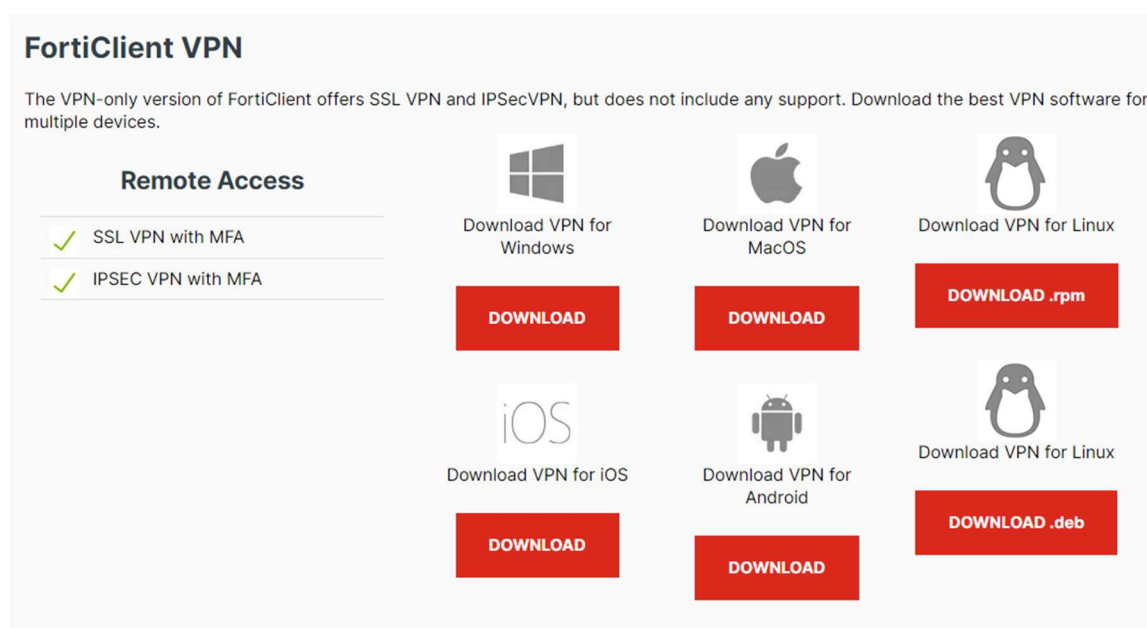 FortiClient VPN
The VPN-only version of FortiClient offers SSL VPN and IPSecVPN, but does not include any support. Download the best VPN software for
multiple devices.
Remote Access
SSL VPN with MFA
IPSEC VPN with MFA
Download VPN for
Windows
DOWNLOAD
Download VPN for
MacOS
DOWNLOAD
Download VPN for Linux
DOWNLOAD .rpm
iOS
Download VPN for iOS
DOWNLOAD
Download VPN for
Android
DOWNLOAD
Download VPN for Linux
DOWNLOAD .deb